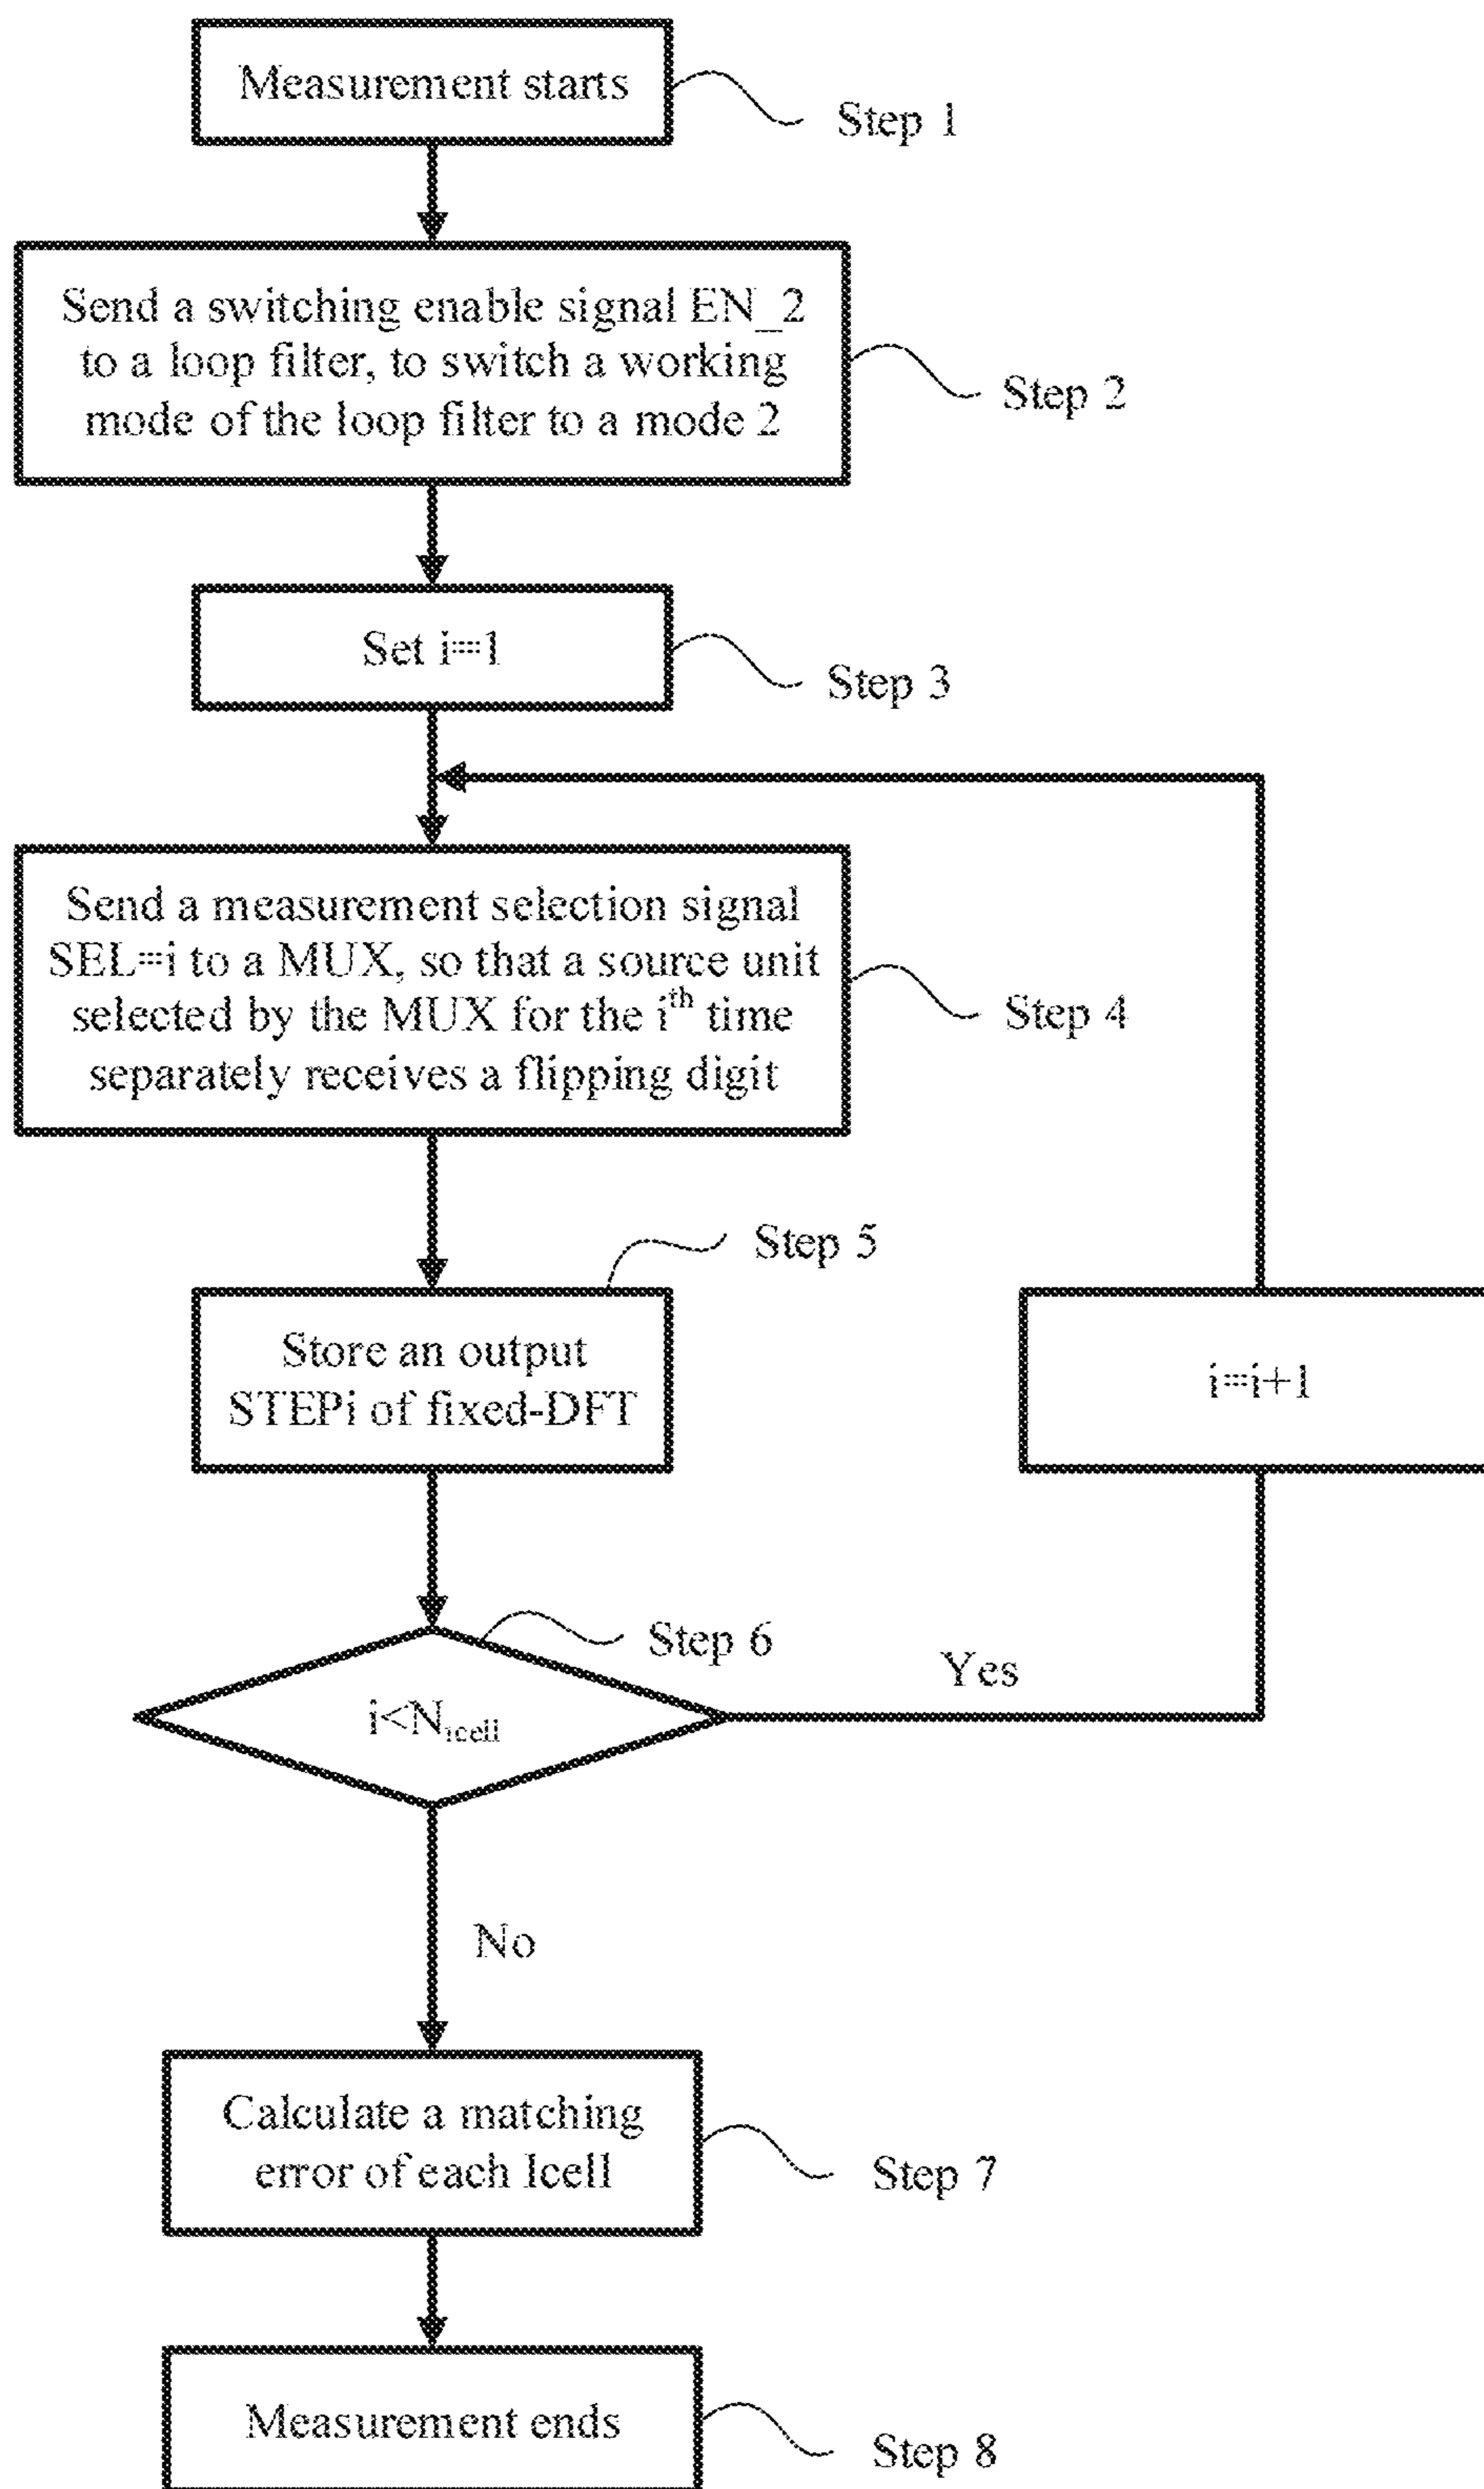 Measurement starts
Step 1
Send a switching enable signal EN_2
to a loop filter, to switch a working
mode of the loop filter to a mode 2
Step 2
Set i=1
Step 3
Send a measurement selection signal
SEL=i to a MUX, so that a source unit
selected by the MUX for the ith time
separately receives a flipping digit
Step 4
Step 5
Store an output
STEPi of fixed-DFT
i=i+1
Step 6
i<Nicell
Yes
No
Calculate a matching
error of each Icell
Step 7
Measurement ends
Step 8